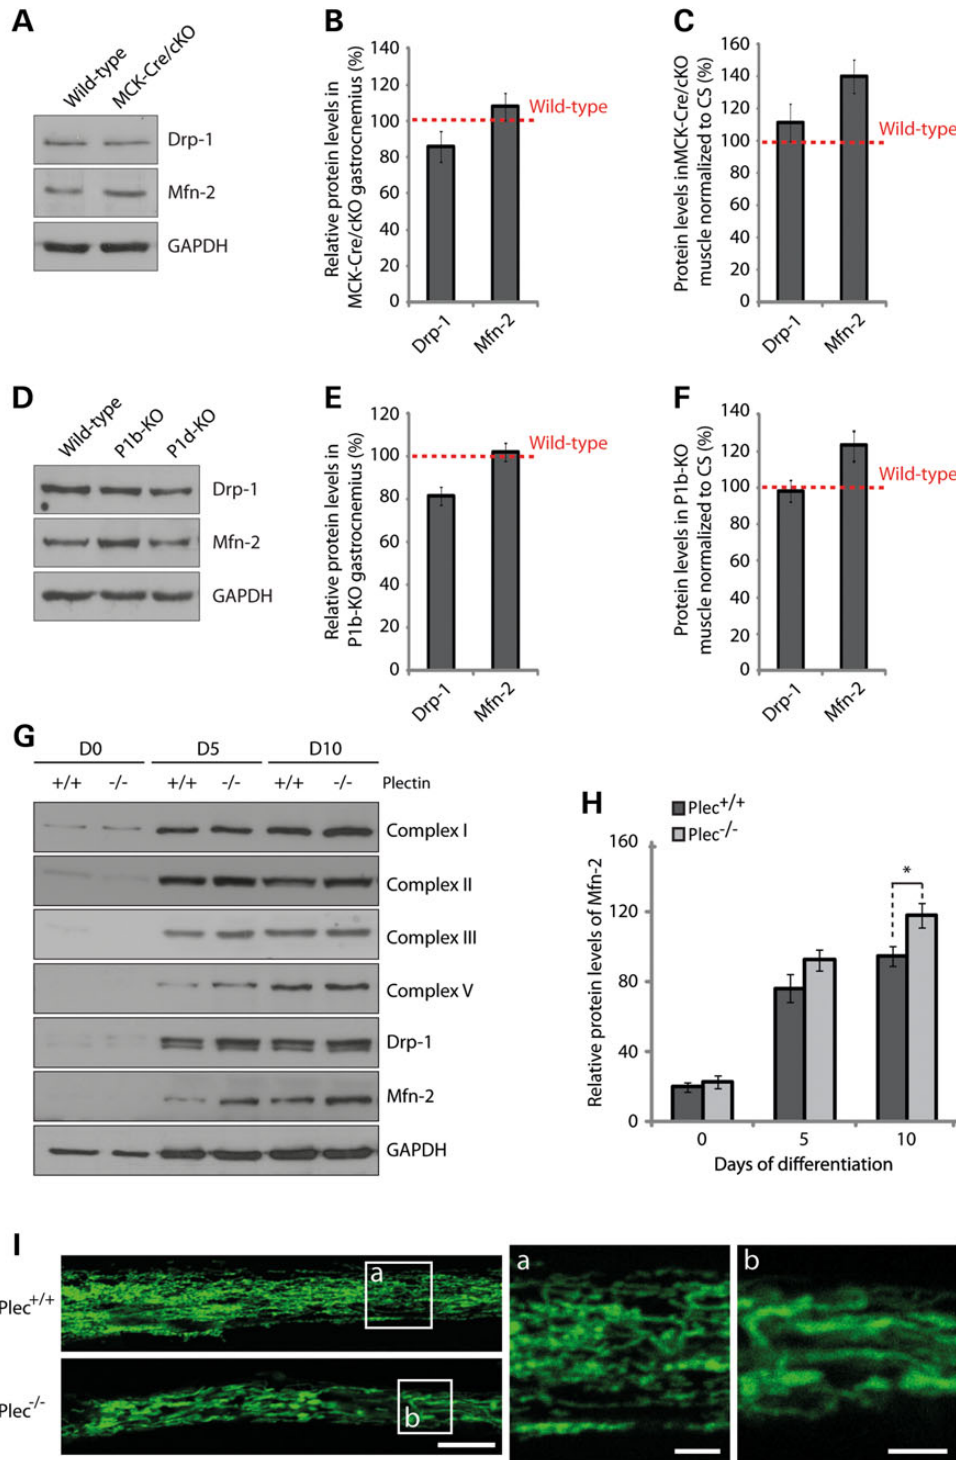 A
Wild-type
MCK-Cre/cKO
Drp-1
Mfn-2
GAPDH
B
Relative protein levels in
MCK-Cre/cKO gastrocnemius (%)
140
120
100
80
60
40
20
0
Wild-type
Drp-1
Mfn-2
C
Protein levels inMCK-Cre/cKO
muscle normalized to CS (%)
160
140
120
100
80
60
40
20
0
Wild-type
Drp-1
Mfn-2
D
Wild-type
P1b-KO
P1d-KO
Drp-1
Mfn-2
GAPDH
E
Relative protein levels in
P1b-KO gastrocnemius (%)
120
100
80
60
40
20
0
Wild-type
Drp-1
Mfn-2
F
Protein levels in P1b-KO
muscle normalized to CS (%)
140
120
100
80
60
40
20
0
Wild-type
Drp-1
Mfn-2
G
D0 D5 D10
+/+ -/- +/+ -/- +/+ -/- Plectin
Complex I
Complex II
Complex III
Complex V
Drp-1
Mfn-2
GAPDH
H
Plec+/+
Plec-/-
Relative protein levels of Mfn-2
160
120
80
40
0
*
0 5 10
Days of differentiation
I
Plec+/+
a
Plec-/-
b
a
b